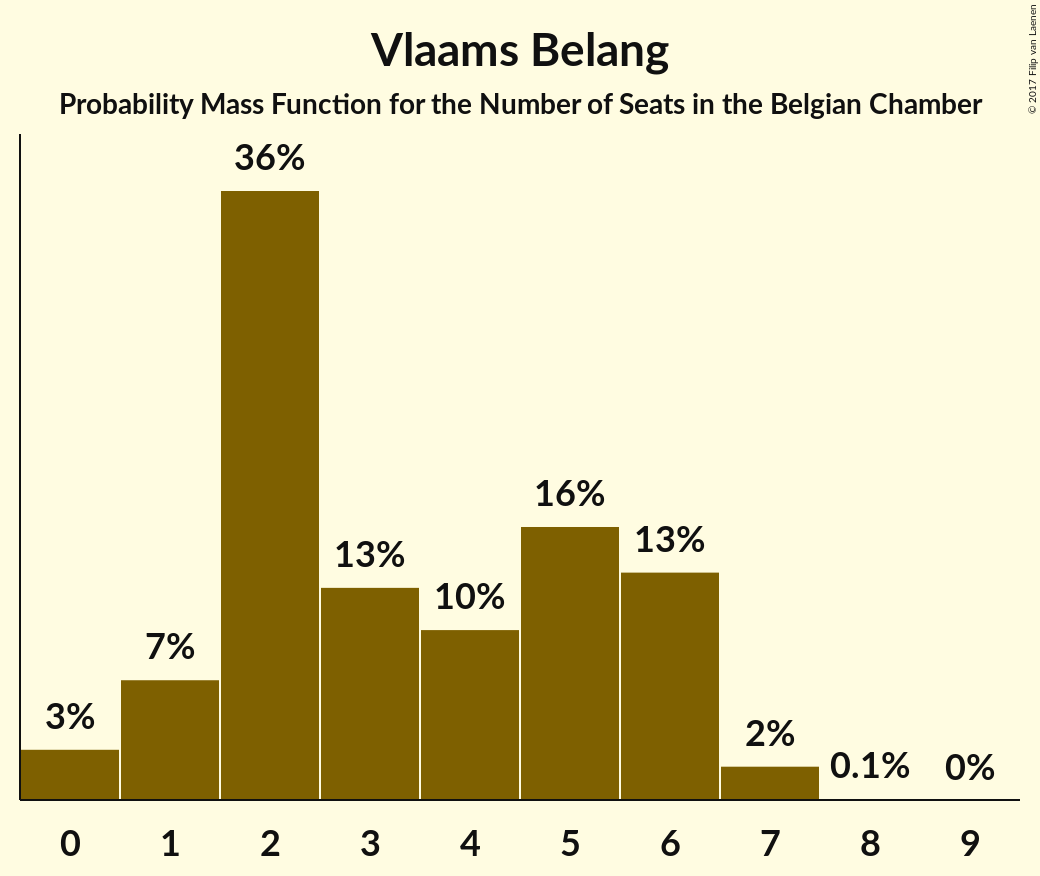 Vlaams Belang
Probability Mass Function for the Number of Seats in the Belgian Chamber
© 2017 Filip van Laenen
36%
16%
13%
13%
10%
7%
3%
2%
0.1%
0%
0 1 2 3 4 5 6 7 8 9